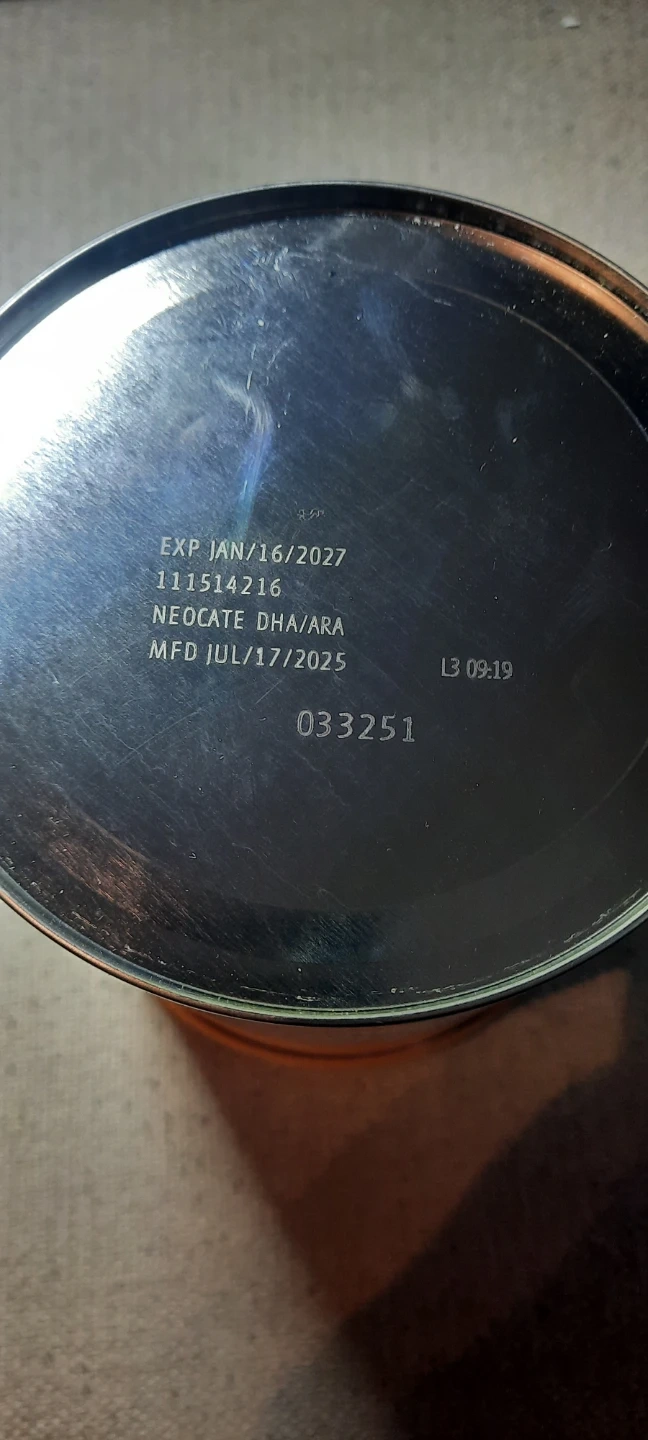 EXP JAN/16/2027
111514216
NEOCATE DHA/ARA
MFD JUL/17/2025 L3 09:19
033251